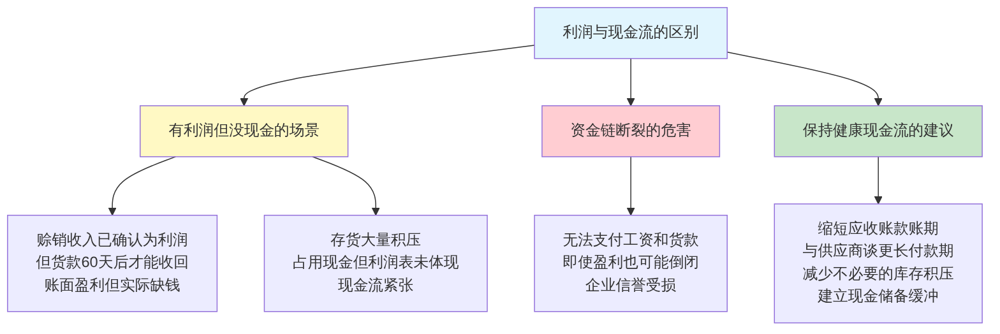 利润与现金流的区别
有利润但没现金的场景
资金链断裂的危害
保持健康现金流的建议
赊销收入已确认为利润
但货款60天后才能收回
账面盈利但实际缺钱
存货大量积压
占用现金但利润表未体现
现金流紧张
无法支付工资和货款
即使盈利也可能倒闭
企业信誉受损
缩短应收账款账期
与供应商谈更长付款期
减少不必要的库存积压
建立现金储备缓冲